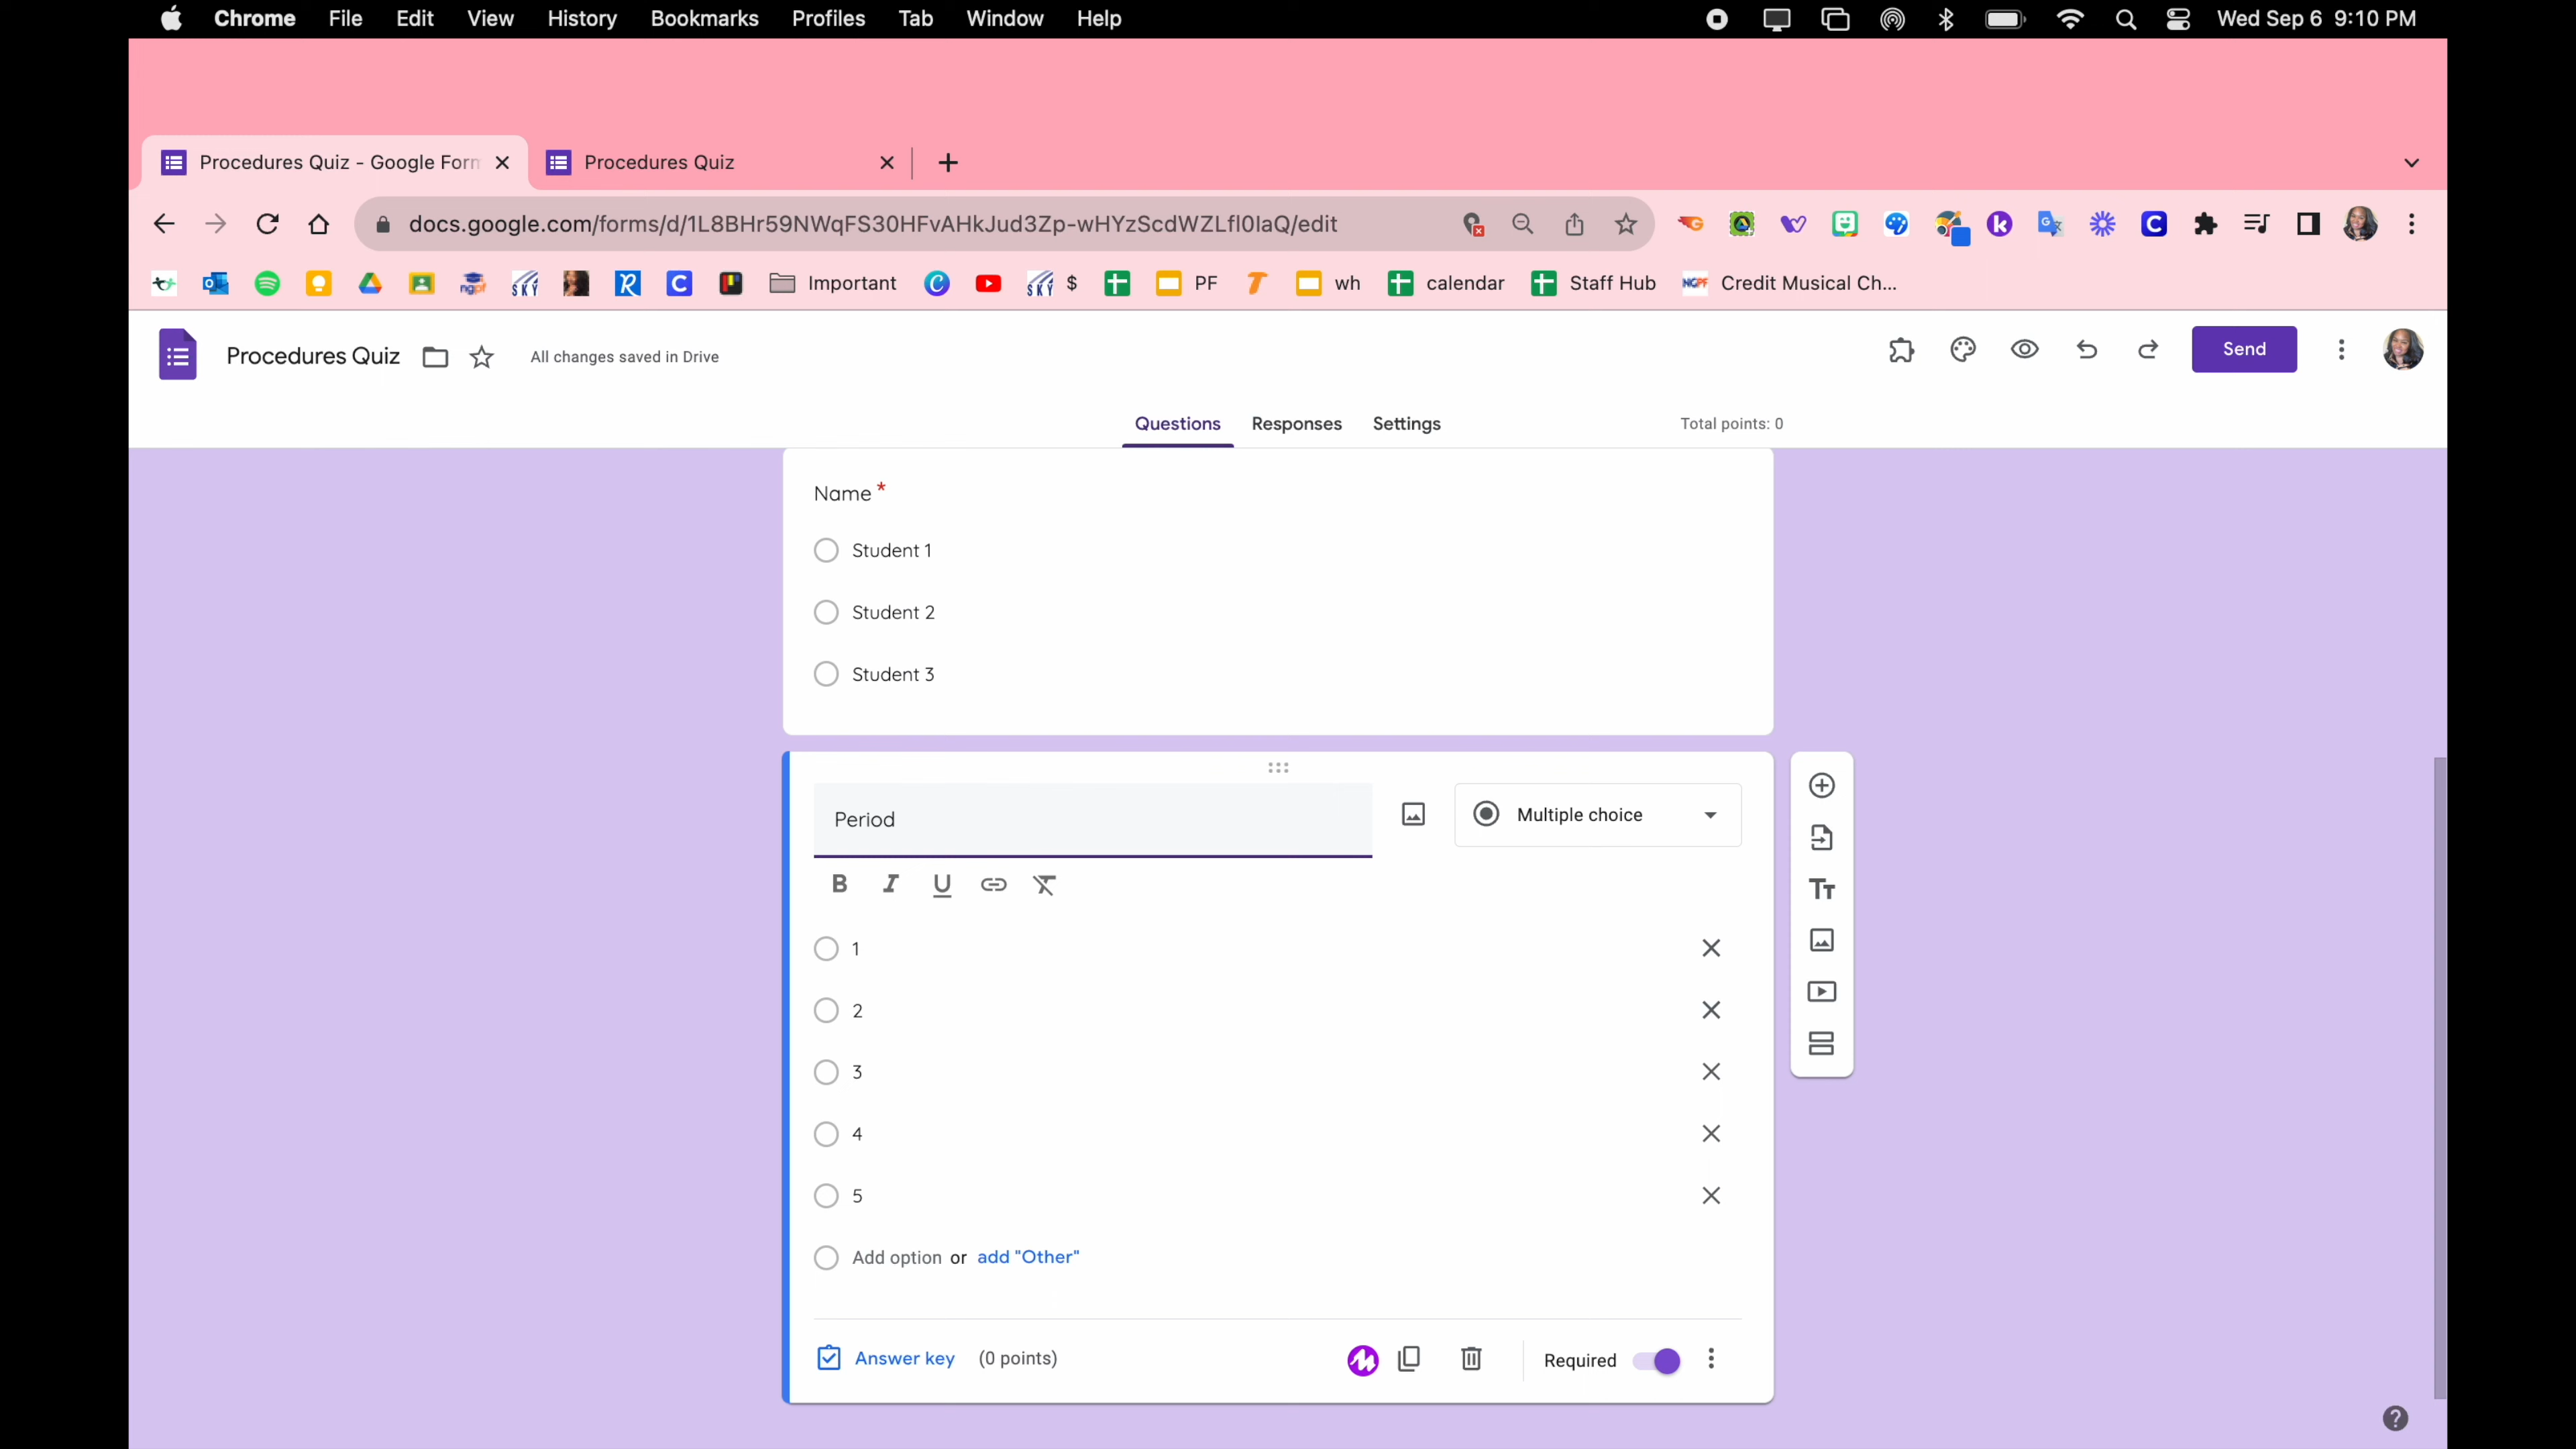 Chrome File Edit View History Bookmarks Profiles Tab Window Help Wed Sep 6 9:10 PM
Procedures Quiz - Google Form Procedures Quiz
docs.google.com/forms/d/1L8BHr59NWqFS30HFvAHkJud3Zp-wHYzScdWZLfl0IaQ/edit
Important $ PF wh calendar Staff Hub NGPF Credit Musical Ch...
Procedures Quiz All changes saved in Drive Send
Questions Responses Settings Total points: 0
Name *
Student 1
Student 2
Student 3
Period Multiple choice
B I U
1
2
3
4
5
Add option or add "Other"
Answer key (0 points) Required